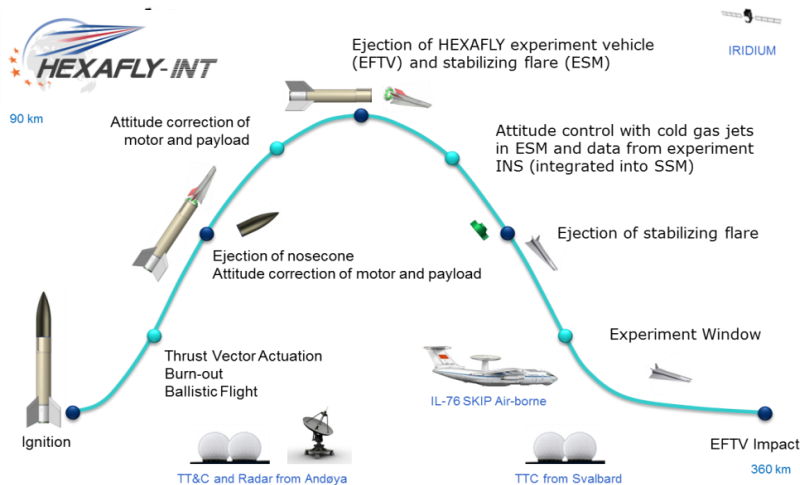 HEXAFLY-INT
IRIDIUM
Ejection of HEXAFLY experiment vehicle
(EFTV) and stabilizing flare (ESM)
90 km
Attitude correction of
motor and payload
Attitude control with cold gas jets
in ESM and data from experiment
INS (integrated into SSM)
Ejection of nosecone
Attitude correction of motor and payload
Ejection of stabilizing flare
Thrust Vector Actuation
Burn-out
Ballistic Flight
Experiment Window
IL-76 SKIP Air-borne
Ignition
EFTV Impact
360 km
TT&C and Radar from Andøya
TTC from Svalbard